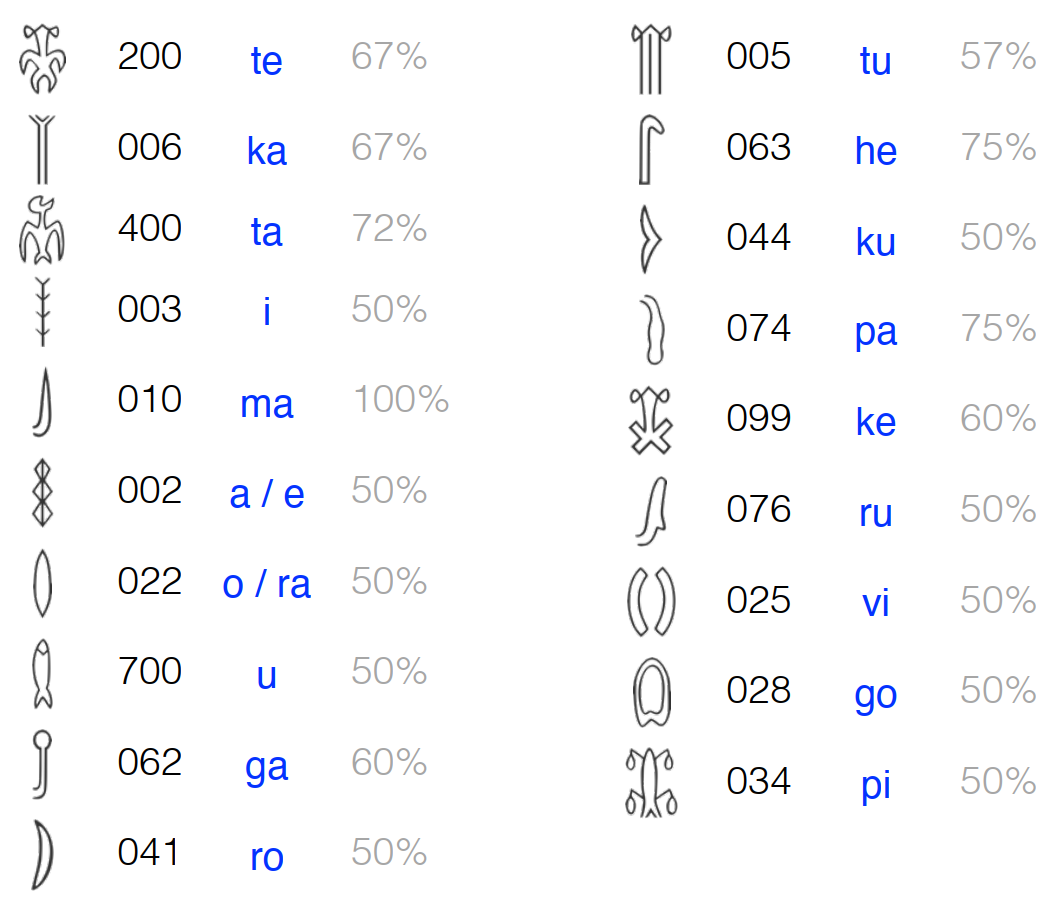 200 te 67%
006 ka 67%
400 ta 72%
003 i 50%
010 ma 100%
002 a / e 50%
022 o / ra 50%
700 u 50%
062 ga 60%
041 ro 50%
005 tu 57%
063 he 75%
044 ku 50%
074 pa 75%
099 ke 60%
076 ru 50%
025 vi 50%
028 go 50%
034 pi 50%